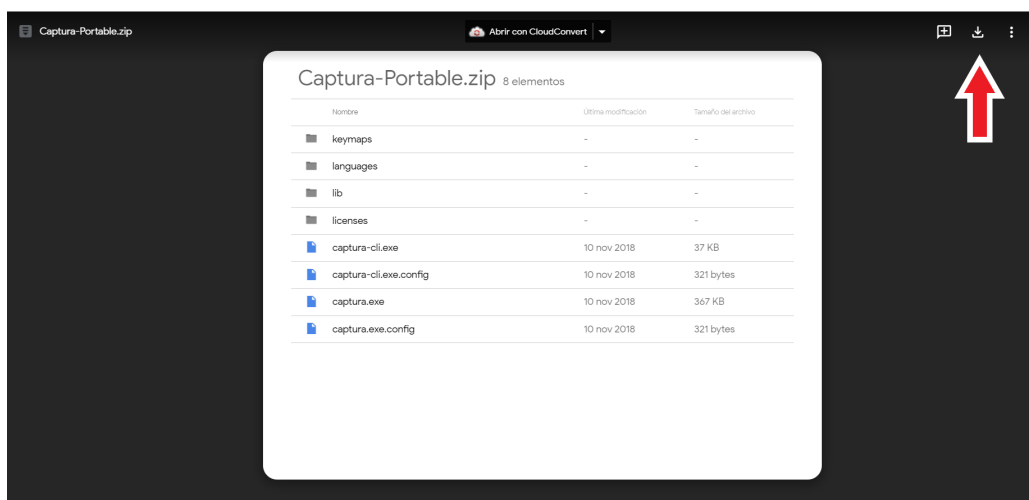 Captura-Portable.zip
Abrir con CloudConvert
Captura-Portable.zip 8 elementos
Nombre Última modificación Tamaño del archivo
keymaps - -
languages - -
lib - -
licenses - -
captura-cli.exe 10 nov 2018 37 KB
captura-cli.exe.config 10 nov 2018 321 bytes
captura.exe 10 nov 2018 367 KB
captura.exe.config 10 nov 2018 321 bytes